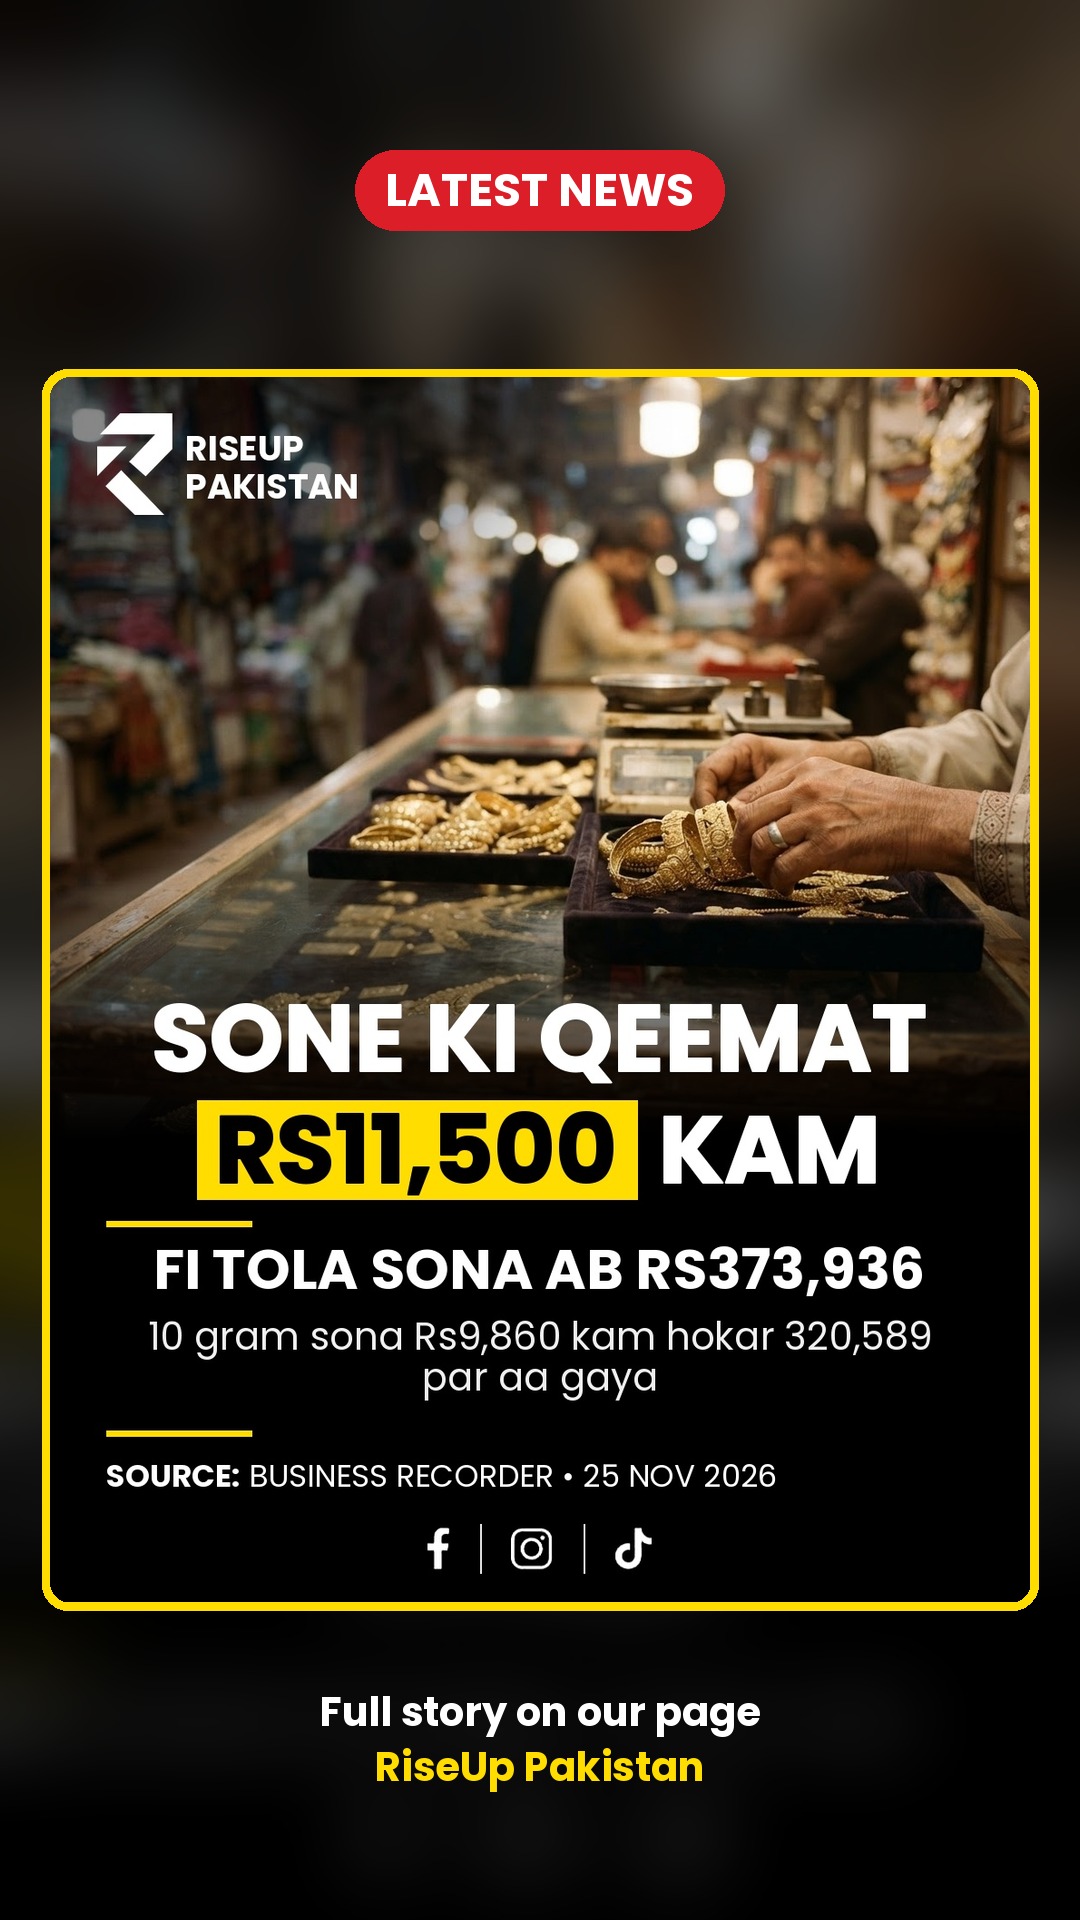 LATEST NEWS
RISEUP
PAKISTAN
SONE KI QEEMAT
RS11,500 KAM
FI TOLA SONA AB RS373,936
10 gram sona Rs9,860 kam hokar 320,589
par aa gaya
SOURCE: BUSINESS RECORDER • 25 NOV 2026
Full story on our page
RiseUp Pakistan